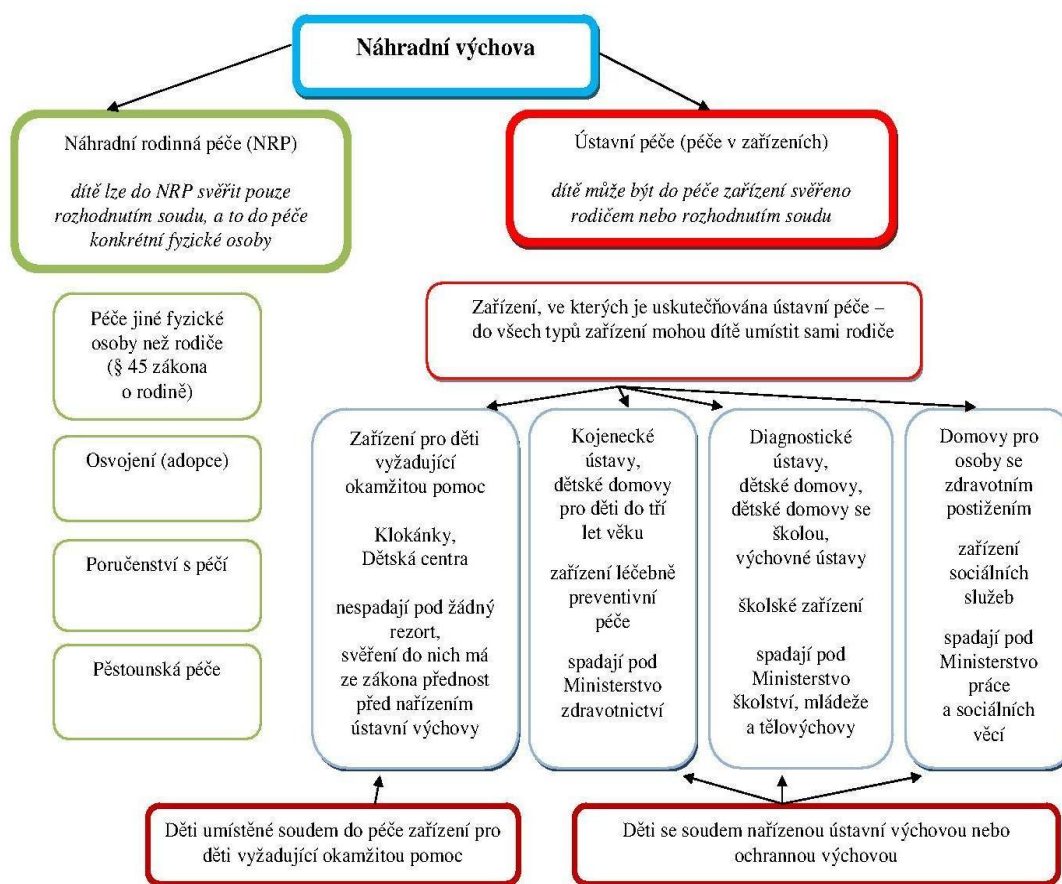 Náhradní výchova
Náhradní rodinná péče (NRP)
dítě lze do NRP svěřit pouze
rozhodnutím soudu, a to do péče
konkrétní fyzické osoby
Ústavní péče (péče v zařízeních)
dítě může být do péče zařízení svěřeno
rodičem nebo rozhodnutím soudu
Péče jiné fyzické
osoby než rodiče
(§ 45 zákona
o rodině)
Osvojení (adopce)
Poručenství s péčí
Pěstounská péče
Zařízení, ve kterých je uskutečňována ústavní péče –
do všech typů zařízení mohou dítě umístit sami rodiče
Zařízení pro děti
vyžadující
okamžitou pomoc
Klokánky,
Dětská centra
nespadají pod žádný
rezort,
svěření do nich má
ze zákona přednost
před nařízením
ústavní výchovy
Kojenecké
ústavy,
dětské domovy
pro děti do tří
let věku
zařízení léčebně
preventivní
péče
spadají pod
Ministerstvo
zdravotnictví
Diagnostické
ústavy,
dětské domovy,
dětské domovy se
školou,
výchovné ústavy
školské zařízení
spadají pod
Ministerstvo
školství, mládeže
a tělovýchovy
Domovy pro
osoby se
zdravotním
postižením
zařízení
sociálních
služeb
spadají pod
Ministerstvo
práce
a sociálních
věcí
Děti umístěné soudem do péče zařízení pro
děti vyžadující okamžitou pomoc
Děti se soudem nařízenou ústavní výchovou nebo
ochrannou výchovou